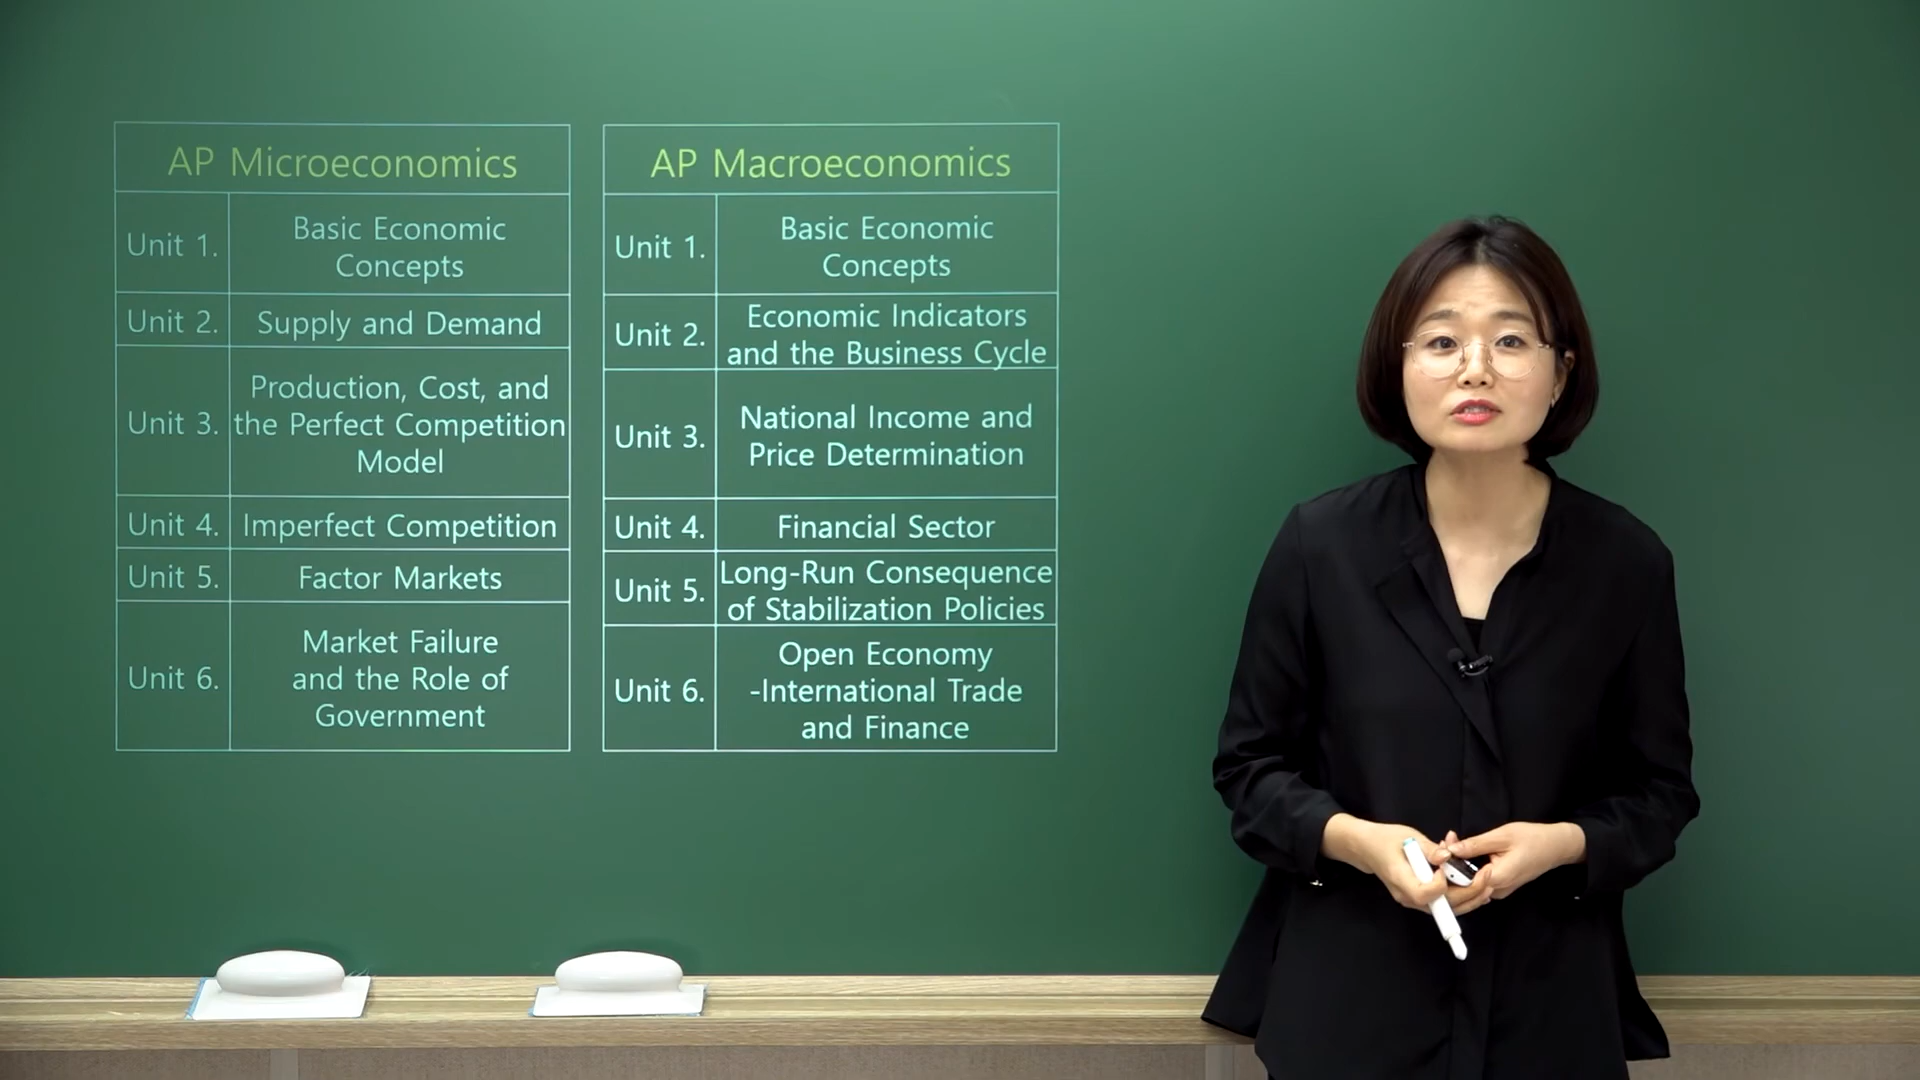 AP Microeconomics
Unit 1.
Basic Economic
Concepts
Unit 2.
Supply and Demand
Unit 3.
Production, Cost, and
the Perfect Competition
Model
Unit 4.
Imperfect Competition
Unit 5.
Factor Markets
Unit 6.
Market Failure
and the Role of
Government
AP Macroeconomics
Unit 1.
Basic Economic
Concepts
Unit 2.
Economic Indicators
and the Business Cycle
Unit 3.
National Income and
Price Determination
Unit 4.
Financial Sector
Unit 5.
Long-Run Consequence
of Stabilization Policies
Unit 6.
Open Economy
-International Trade
and Finance